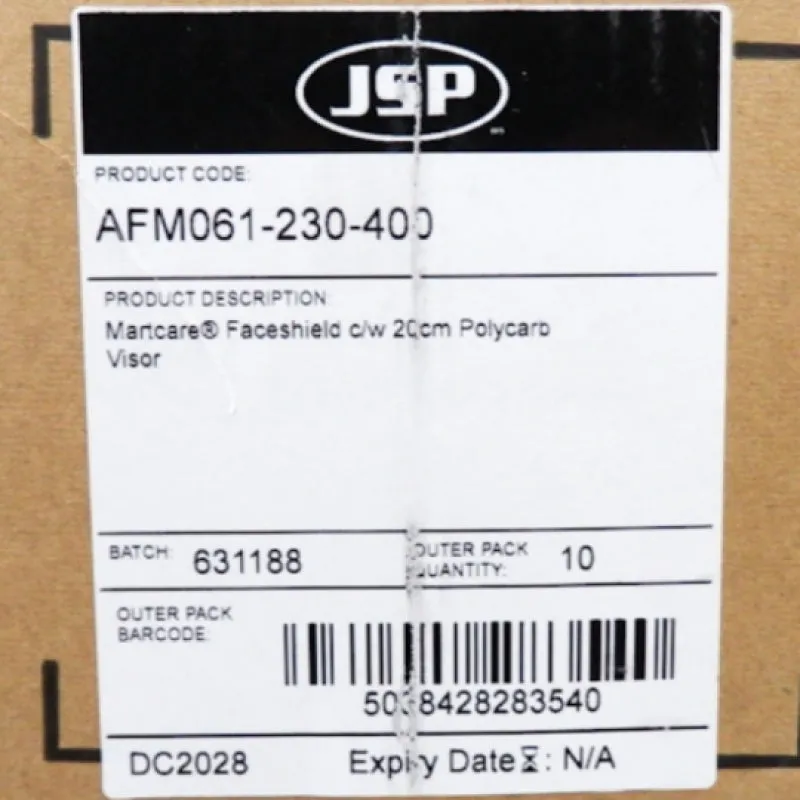 JSP
PRODUCT CODE:
AFM061-230-400
PRODUCT DESCRIPTION:
Martcare® Faceshield c/w 20cm Polycarb
Visor
BATCH: 631188 OUTER PACK QUANTITY: 10
OUTER PACK
BARCODE:
5038428283540
DC2028 Expiry Date⌛: N/A